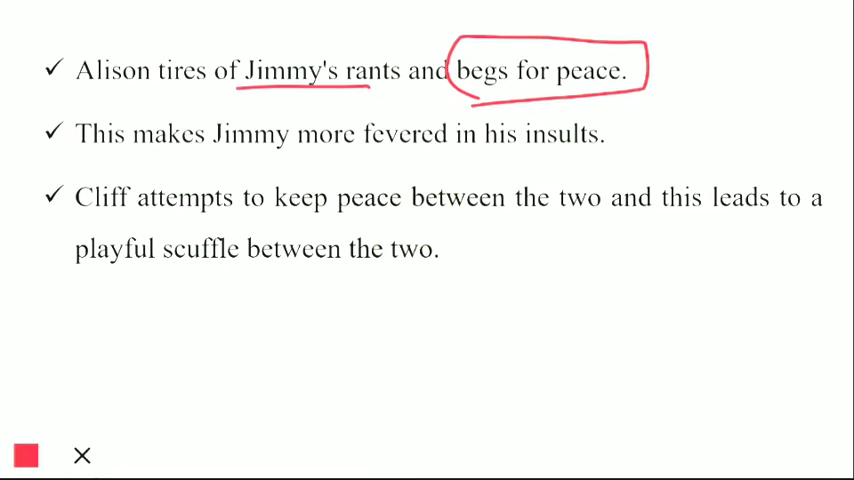 ✓ Alison tires of Jimmy's rants and begs for peace.
✓ This makes Jimmy more fevered in his insults.
✓ Cliff attempts to keep peace between the two and this leads to a
playful scuffle between the two.